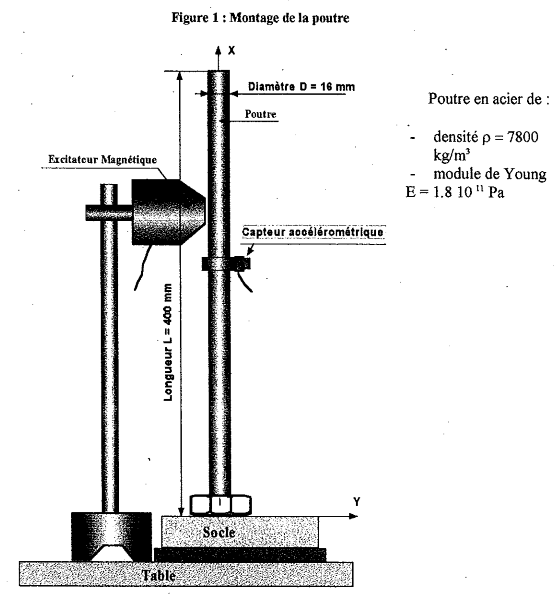 Figure 1 : Montage de la poutre
X
Diamètre D = 16 mm
Poutre
Excitateur Magnétique
Capteur accélérométrique
Longueur L = 400 mm
Y
Socle
Table
Poutre en acier de :
- densité ρ = 7800
kg/m³
- module de Young
E = 1.8 10 ¹¹ Pa